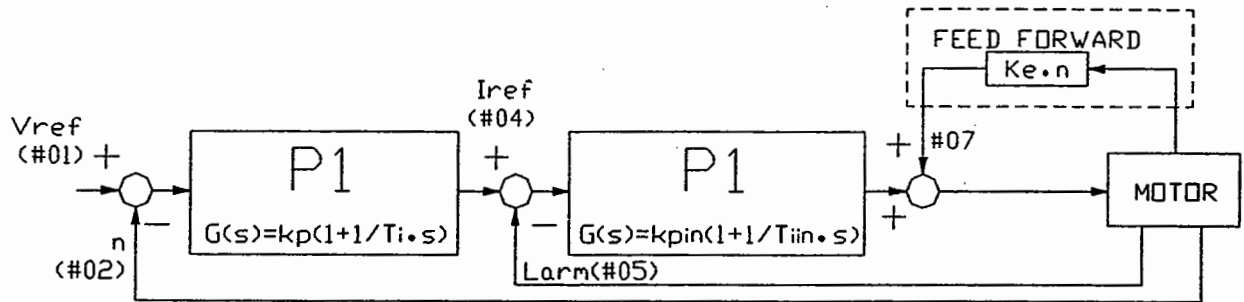 FEED FORWARD
Ke.n
Iref
(#04)
Vref
(#01)
+
+
+
#07
P1
P1
MOTOR
G(s)=kp(1+1/Ti.s)
G(s)=kpin(1+1/Tiin.s)
−
−
+
n
(#02)
Larm(#05)